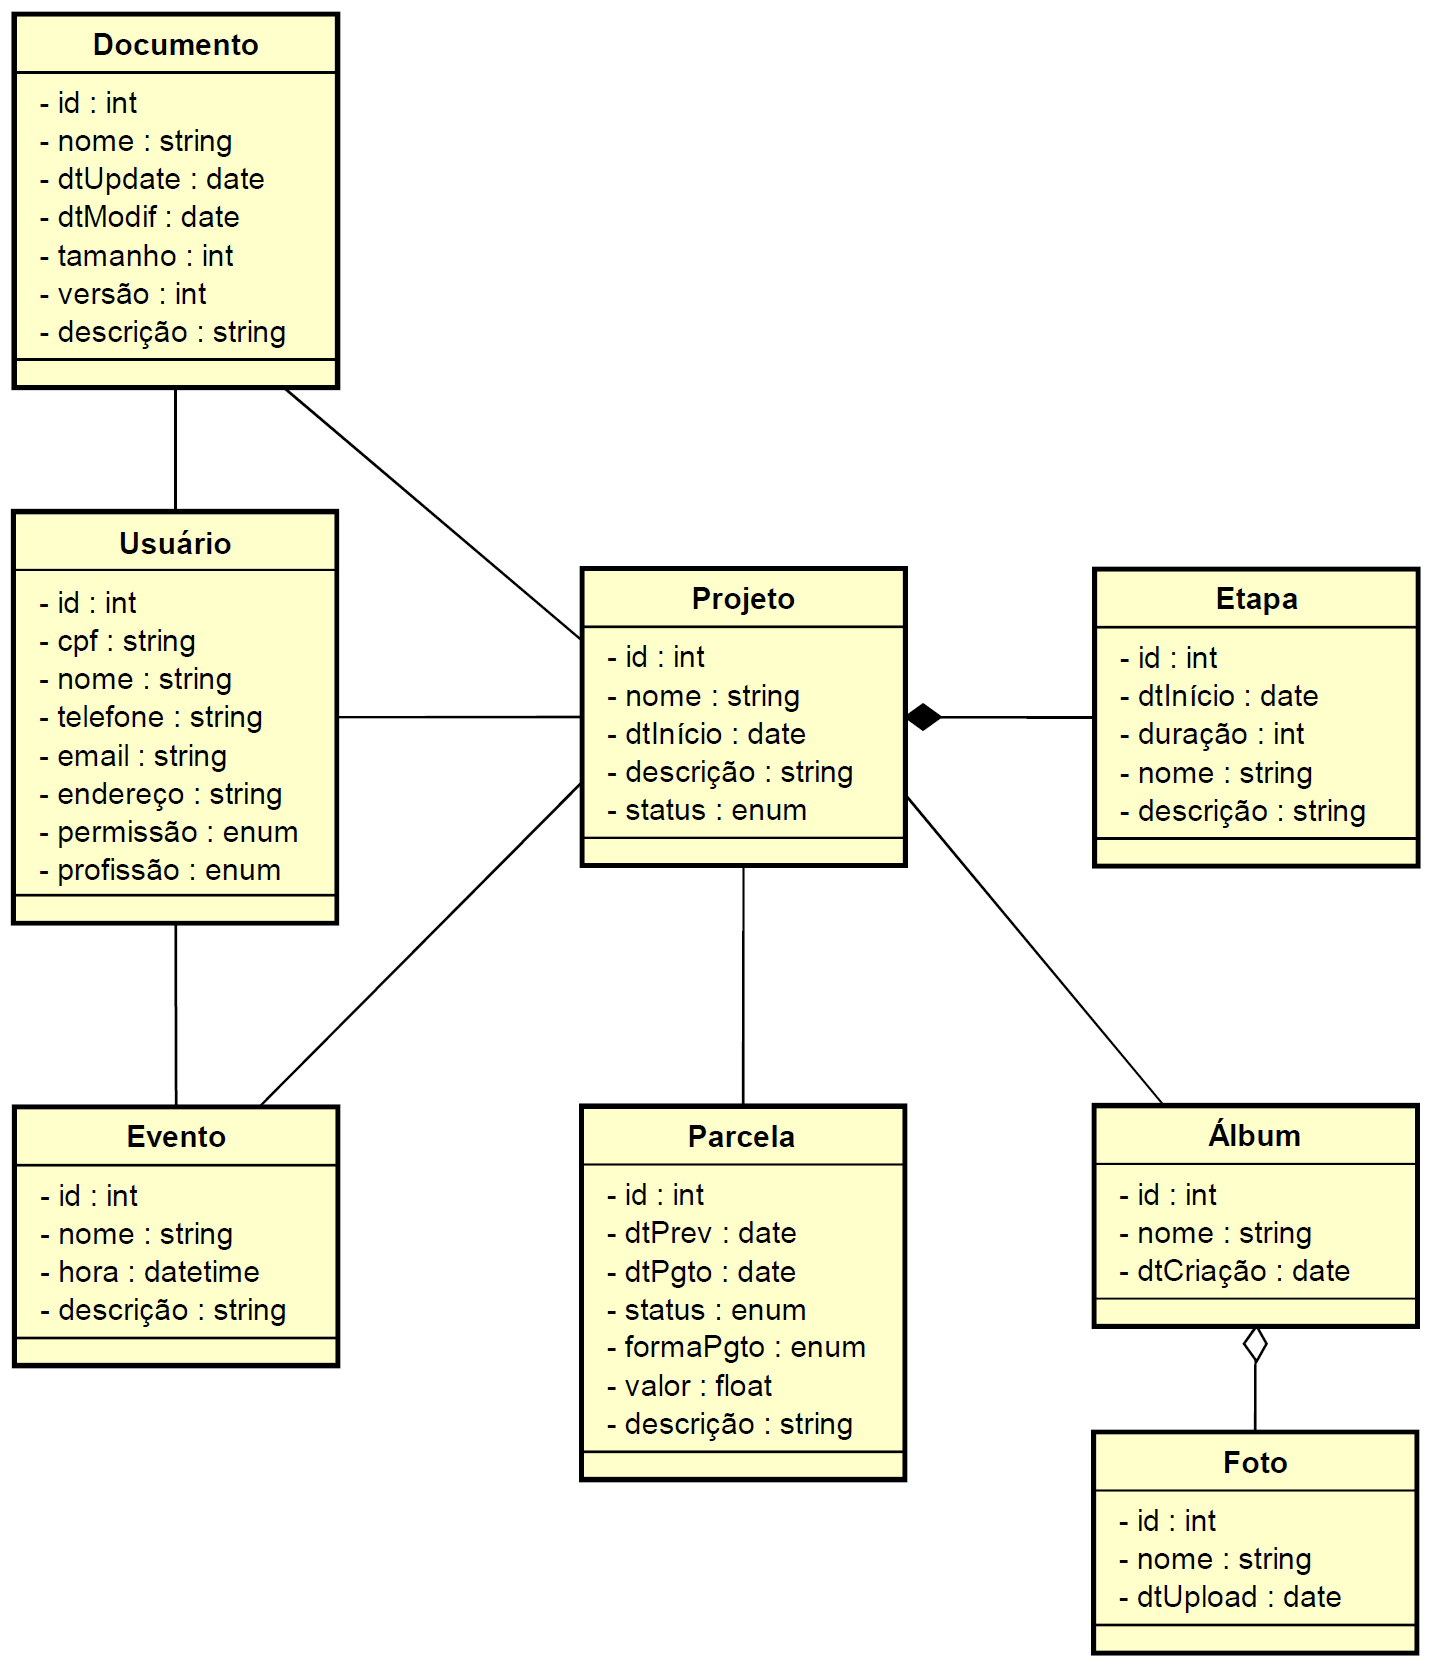 Documento
- id : int
- nome : string
- dtUpdate : date
- dtModif : date
- tamanho : int
- versão : int
- descrição : string
Usuário
- id : int
- cpf : string
- nome : string
- telefone : string
- email : string
- endereço : string
- permissão : enum
- profissão : enum
Projeto
- id : int
- nome : string
- dtInício : date
- descrição : string
- status : enum
Etapa
- id : int
- dtInício : date
- duração : int
- nome : string
- descrição : string
Evento
- id : int
- nome : string
- hora : datetime
- descrição : string
Parcela
- id : int
- dtPrev : date
- dtPgto : date
- status : enum
- formaPgto : enum
- valor : float
- descrição : string
Álbum
- id : int
- nome : string
- dtCriação : date
Foto
- id : int
- nome : string
- dtUpload : date